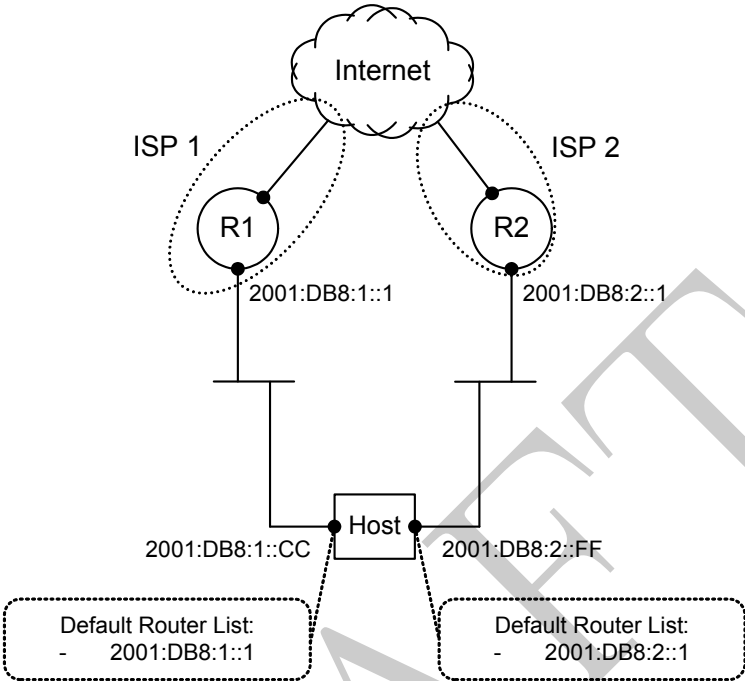 Internet
ISP 1
ISP 2
R1
R2
2001:DB8:1::1
2001:DB8:2::1
Host
2001:DB8:1::CC
2001:DB8:2::FF
Default Router List:
- 2001:DB8:1::1
Default Router List:
- 2001:DB8:2::1